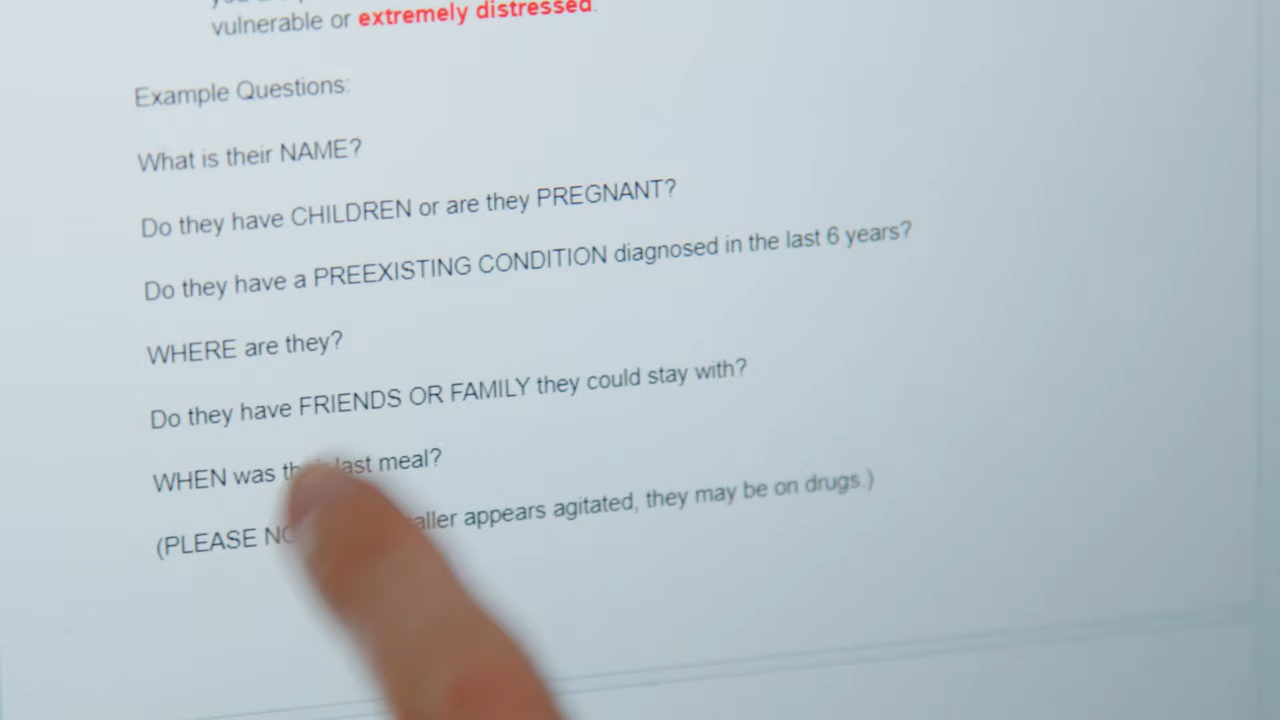 vulnerable or extremely distressed.
Example Questions:
What is their NAME?
Do they have CHILDREN or are they PREGNANT?
Do they have a PREEXISTING CONDITION diagnosed in the last 6 years?
WHERE are they?
Do they have FRIENDS OR FAMILY they could stay with?
WHEN was their last meal?
(PLEASE appears agitated, they may be on drugs.)